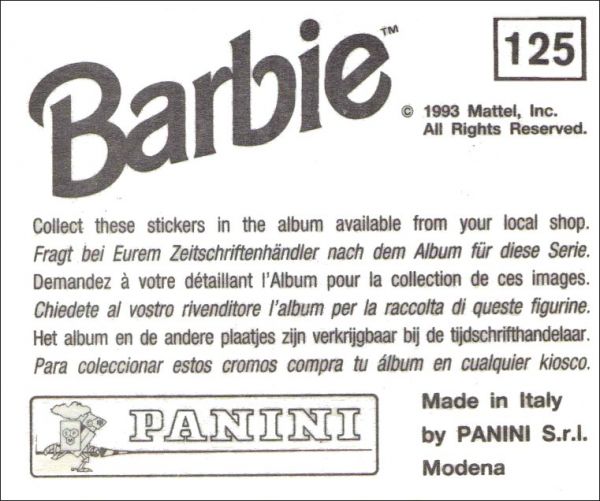 Barbie™
125
© 1993 Mattel, Inc.
All Rights Reserved.
Collect these stickers in the album available from your local shop.
Fragt bei Eurem Zeitschriftenhändler nach dem Album für diese Serie.
Demandez à votre détaillant l'Album pour la collection de ces images.
Chiedete al vostro rivenditore l'album per la raccolta di queste figurine.
Het album en de andere plaatjes zijn verkrijgbaar bij de tijdschrifthandelaar.
Para coleccionar estos cromos compra tu álbum en cualquier kiosco.
PANINI
Made in Italy
by PANINI S.r.l.
Modena